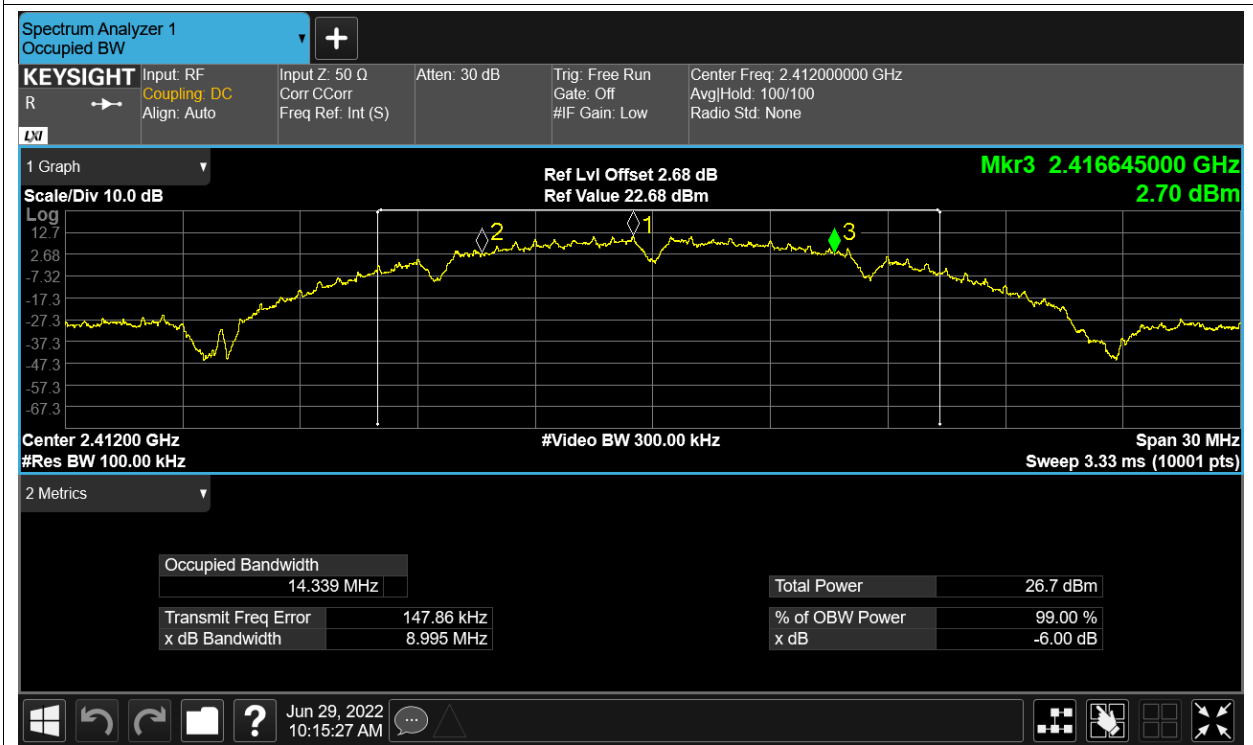 Spectrum Analyzer 1
Occupied BW
▼
+
KEYSIGHT
R
LXI
Input: RF
Coupling: DC
Align: Auto
Input Z: 50 Ω
Corr CCorr
Freq Ref: Int (S)
Atten: 30 dB
Trig: Free Run
Gate: Off
#IF Gain: Low
Center Freq: 2.412000000 GHz
Avg|Hold: 100/100
Radio Std: None
1 Graph
Scale/Div 10.0 dB
Ref Lvl Offset 2.68 dB
Ref Value 22.68 dBm
Mkr3 2.416645000 GHz
2.70 dBm
Log
12.7
2.68
-7.32
-17.3
-27.3
-37.3
-47.3
-57.3
-67.3
2
1
3
Center 2.41200 GHz
#Res BW 100.00 kHz
#Video BW 300.00 kHz
Span 30 MHz
Sweep 3.33 ms (10001 pts)
2 Metrics
Occupied Bandwidth
14.339 MHz
Total Power 26.7 dBm
Transmit Freq Error 147.86 kHz
% of OBW Power 99.00 %
x dB Bandwidth 8.995 MHz
x dB -6.00 dB
?
Jun 29, 2022
10:15:27 AM